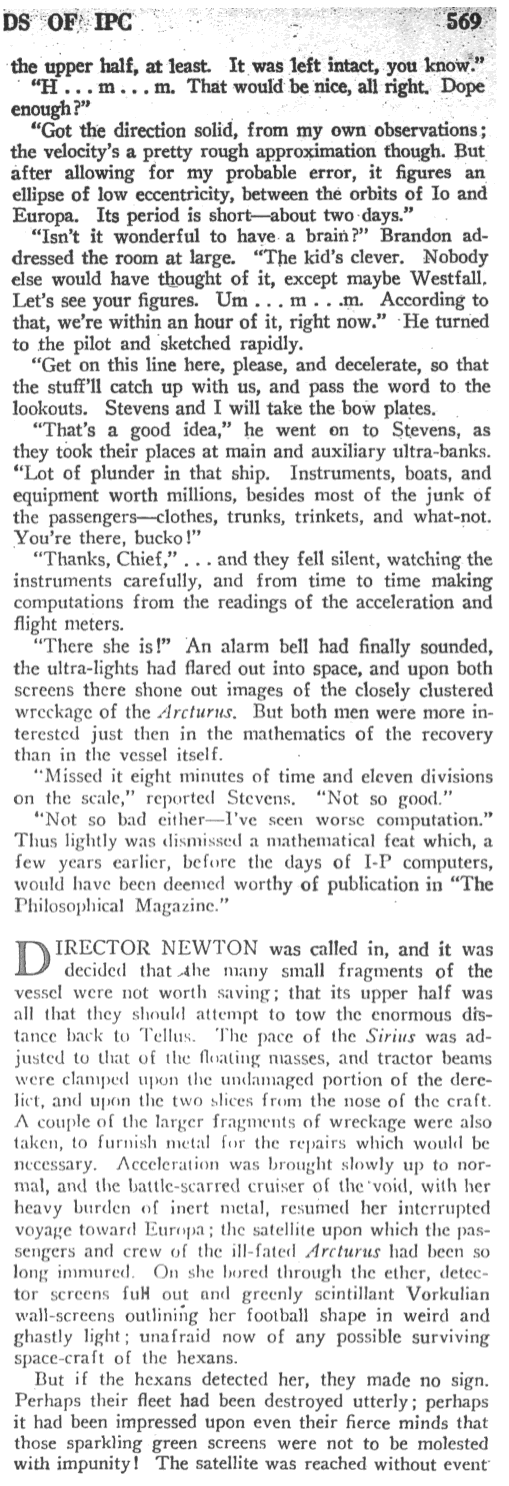 DS OF IPC 569
the upper half, at least. It was left intact, you know.”
“H . . . m . . . m. That would be nice, all right. Dope
enough?”
“Got the direction solid, from my own observations;
the velocity's a pretty rough approximation though. But
after allowing for my probable error, it figures an
ellipse of low eccentricity, between the orbits of Io and
Europa. Its period is short—about two days.”
“Isn't it wonderful to have a brain?” Brandon ad-
dressed the room at large. “The kid's clever. Nobody
else would have thought of it, except maybe Westfall.
Let's see your figures. Um . . . m . . .m. According to
that, we're within an hour of it, right now.” He turned
to the pilot and sketched rapidly.
“Get on this line here, please, and decelerate, so that
the stuff'll catch up with us, and pass the word to the
lookouts. Stevens and I will take the bow plates.
“That's a good idea,” he went on to Stevens, as
they took their places at main and auxiliary ultra-banks.
“Lot of plunder in that ship. Instruments, boats, and
equipment worth millions, besides most of the junk of
the passengers—clothes, trunks, trinkets, and what-not.
You're there, bucko!”
“Thanks, Chief,” . . . and they fell silent, watching the
instruments carefully, and from time to time making
computations from the readings of the acceleration and
flight meters.
“There she is!” An alarm bell had finally sounded,
the ultra-lights had flared out into space, and upon both
screens there shone out images of the closely clustered
wreckage of the Arcturus. But both men were more in-
terested just then in the mathematics of the recovery
than in the vessel itself.
“Missed it eight minutes of time and eleven divisions
on the scale,” reported Stevens. “Not so good.”
“Not so bad either—I've seen worse computation.”
Thus lightly was dismissed a mathematical feat which, a
few years earlier, before the days of I-P computers,
would have been deemed worthy of publication in “The
Philosophical Magazine.”
DIRECTOR NEWTON was called in, and it was
decided that the many small fragments of the
vessel were not worth saving; that its upper half was
all that they should attempt to tow the enormous dis-
tance back to Tellus. The pace of the Sirius was ad-
justed to that of the floating masses, and tractor beams
were clamped upon the undamaged portion of the dere-
lict, and upon the two slices from the nose of the craft.
A couple of the larger fragments of wreckage were also
taken, to furnish metal for the repairs which would be
necessary. Acceleration was brought slowly up to nor-
mal, and the battle-scarred cruiser of the void, with her
heavy burden of inert metal, resumed her interrupted
voyage toward Europa; the satellite upon which the pas-
sengers and crew of the ill-fated Arcturus had been so
long immured. On she bored through the ether, detec-
tor screens full out and greenly scintillant Vorkulian
wall-screens outlining her football shape in weird and
ghastly light; unafraid now of any possible surviving
space-craft of the hexans.
But if the hexans detected her, they made no sign.
Perhaps their fleet had been destroyed utterly; perhaps
it had been impressed upon even their fierce minds that
those sparkling green screens were not to be molested
with impunity! The satellite was reached without event